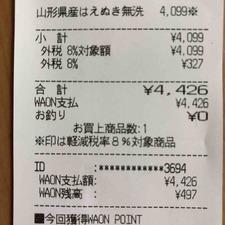 山形県産はえぬき無洗 4,099※
小 計 ¥4,099
外税 8%対象額 ¥4,099
外税 8% ¥327
合 計 ¥4,426
WAON支払 ¥4,426
お釣り ¥0
お買上商品数:1
※印は軽減税率8%対象商品
ID :************3694
WAON支払額: ¥4,426
WAON残高 : ¥497
■今回獲得WAON POINT